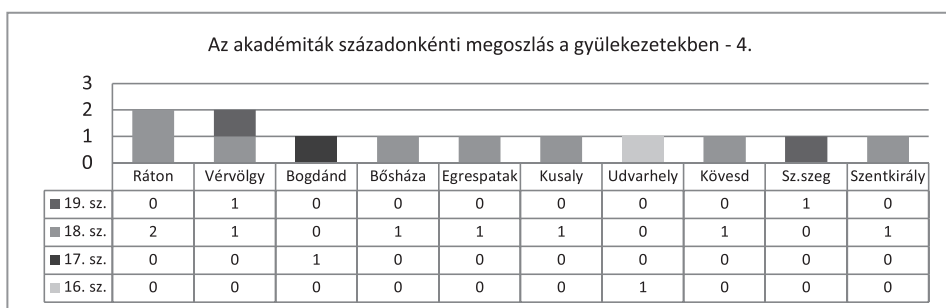 Az akadémiták századonkénti megoszlás a gyülekezetekben - 4.
3
2
1
0
Ráton Vérvölgy Bogdánd Bősháza Egrespatak Kusaly Udvarhely Kövesd Sz.szeg Szentkirály
19. sz. 0 1 0 0 0 0 0 0 1 0
18. sz. 2 1 0 1 1 1 0 1 0 1
17. sz. 0 0 1 0 0 0 0 0 0 0
16. sz. 0 0 0 0 0 0 1 0 0 0